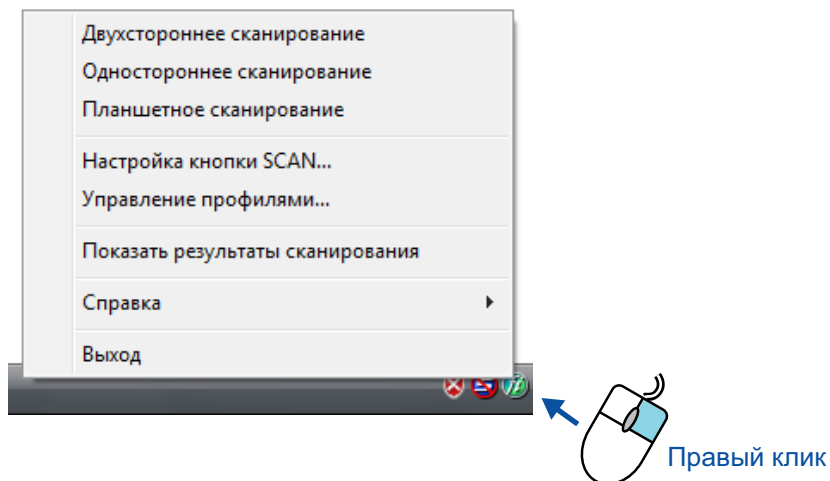 Двухстороннее сканирование
Одностороннее сканирование
Планшетное сканирование
Настройка кнопки SCAN...
Управление профилями...
Показать результаты сканирования
Справка
Выход
Правый клик